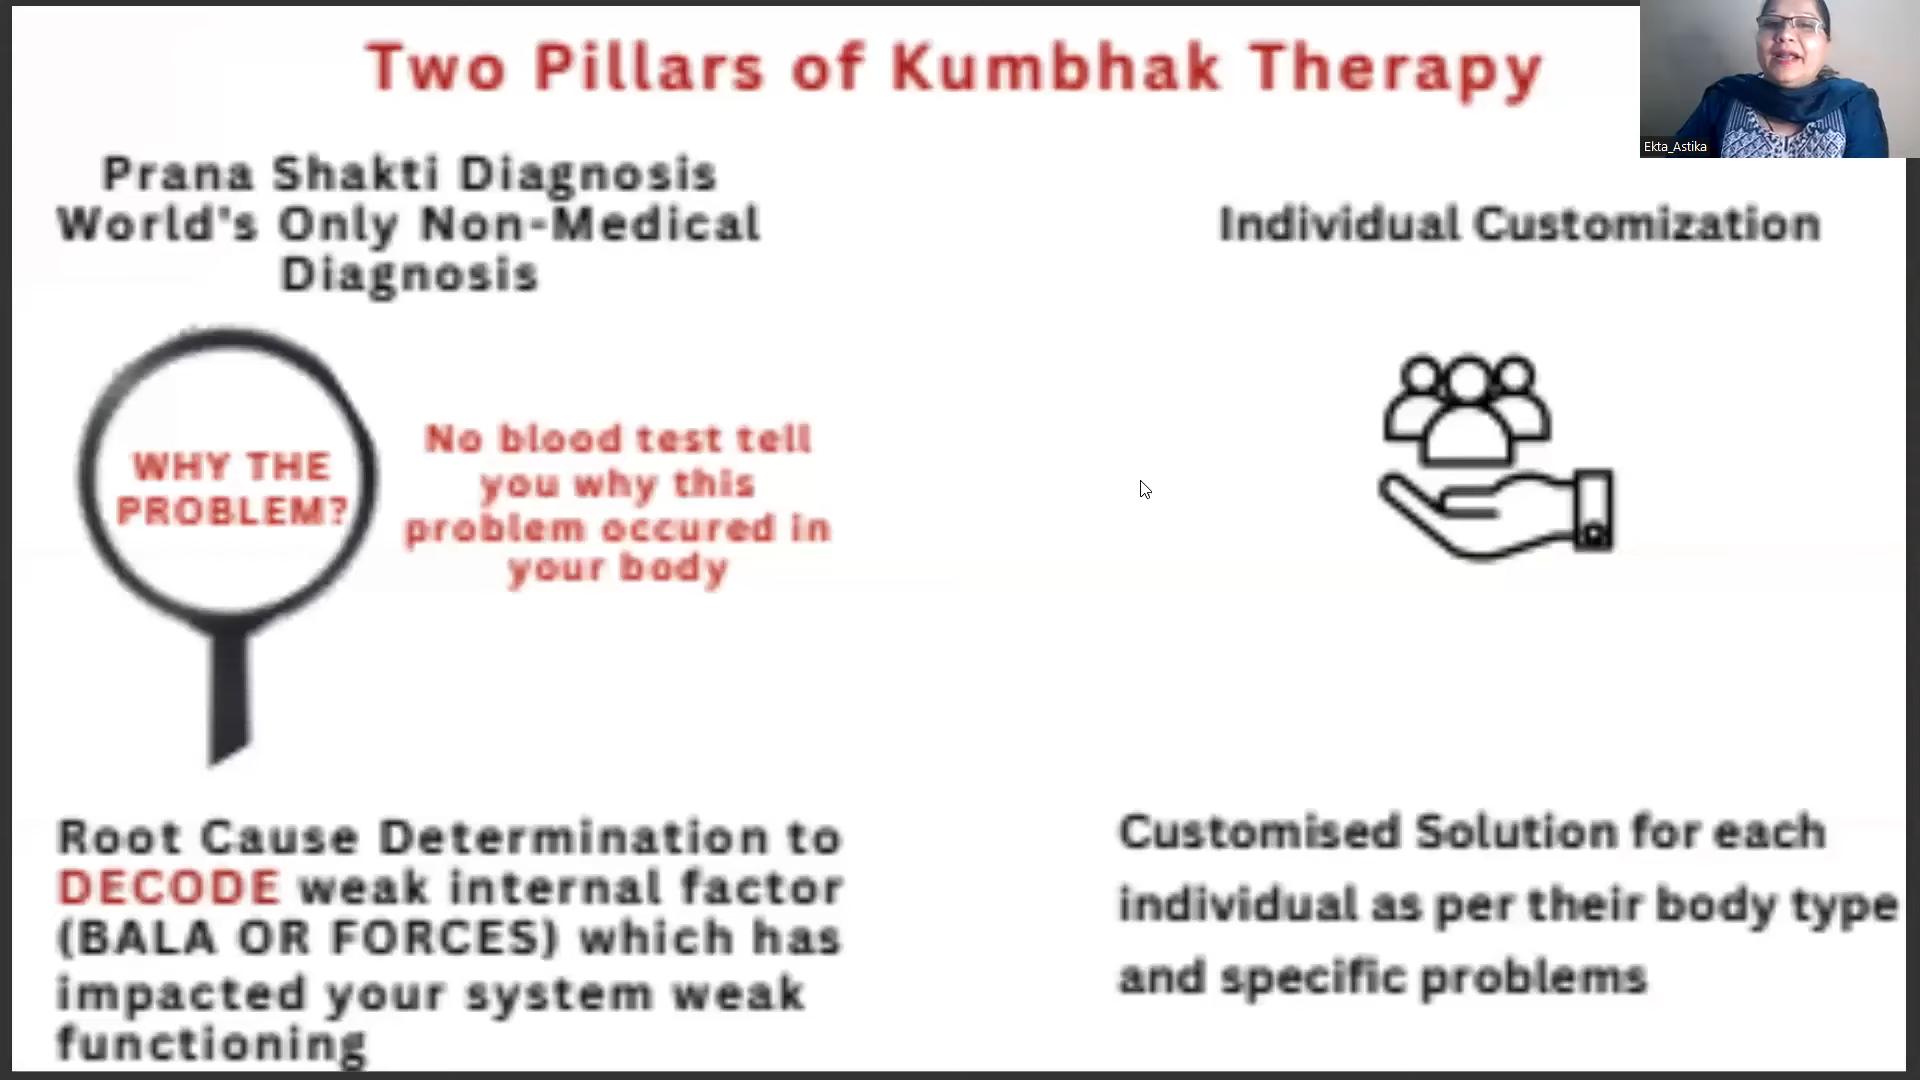 Two Pillars of Kumbhak Therapy
Ekta_Astika
Prana Shakti Diagnosis
World's Only Non-Medical
Diagnosis
WHY THE
PROBLEM?
No blood test tell
you why this
problem occured in
your body
Root Cause Determination to
DECODE weak internal factor
(BALA OR FORCES) which has
impacted your system weak
functioning
Individual Customization
Customised Solution for each
individual as per their body type
and specific problems